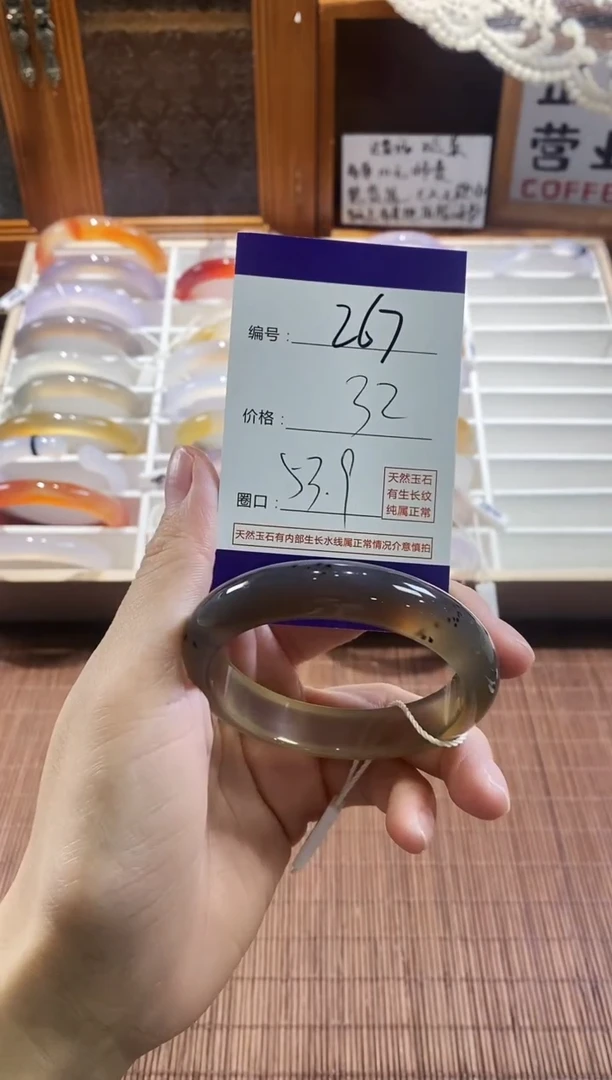 营业
COFFE
编号：267
价格：32
圈口：53.9
天然玉石
有生长纹
纯属正常
天然玉石有内部生长水线属正常情况介意慎拍